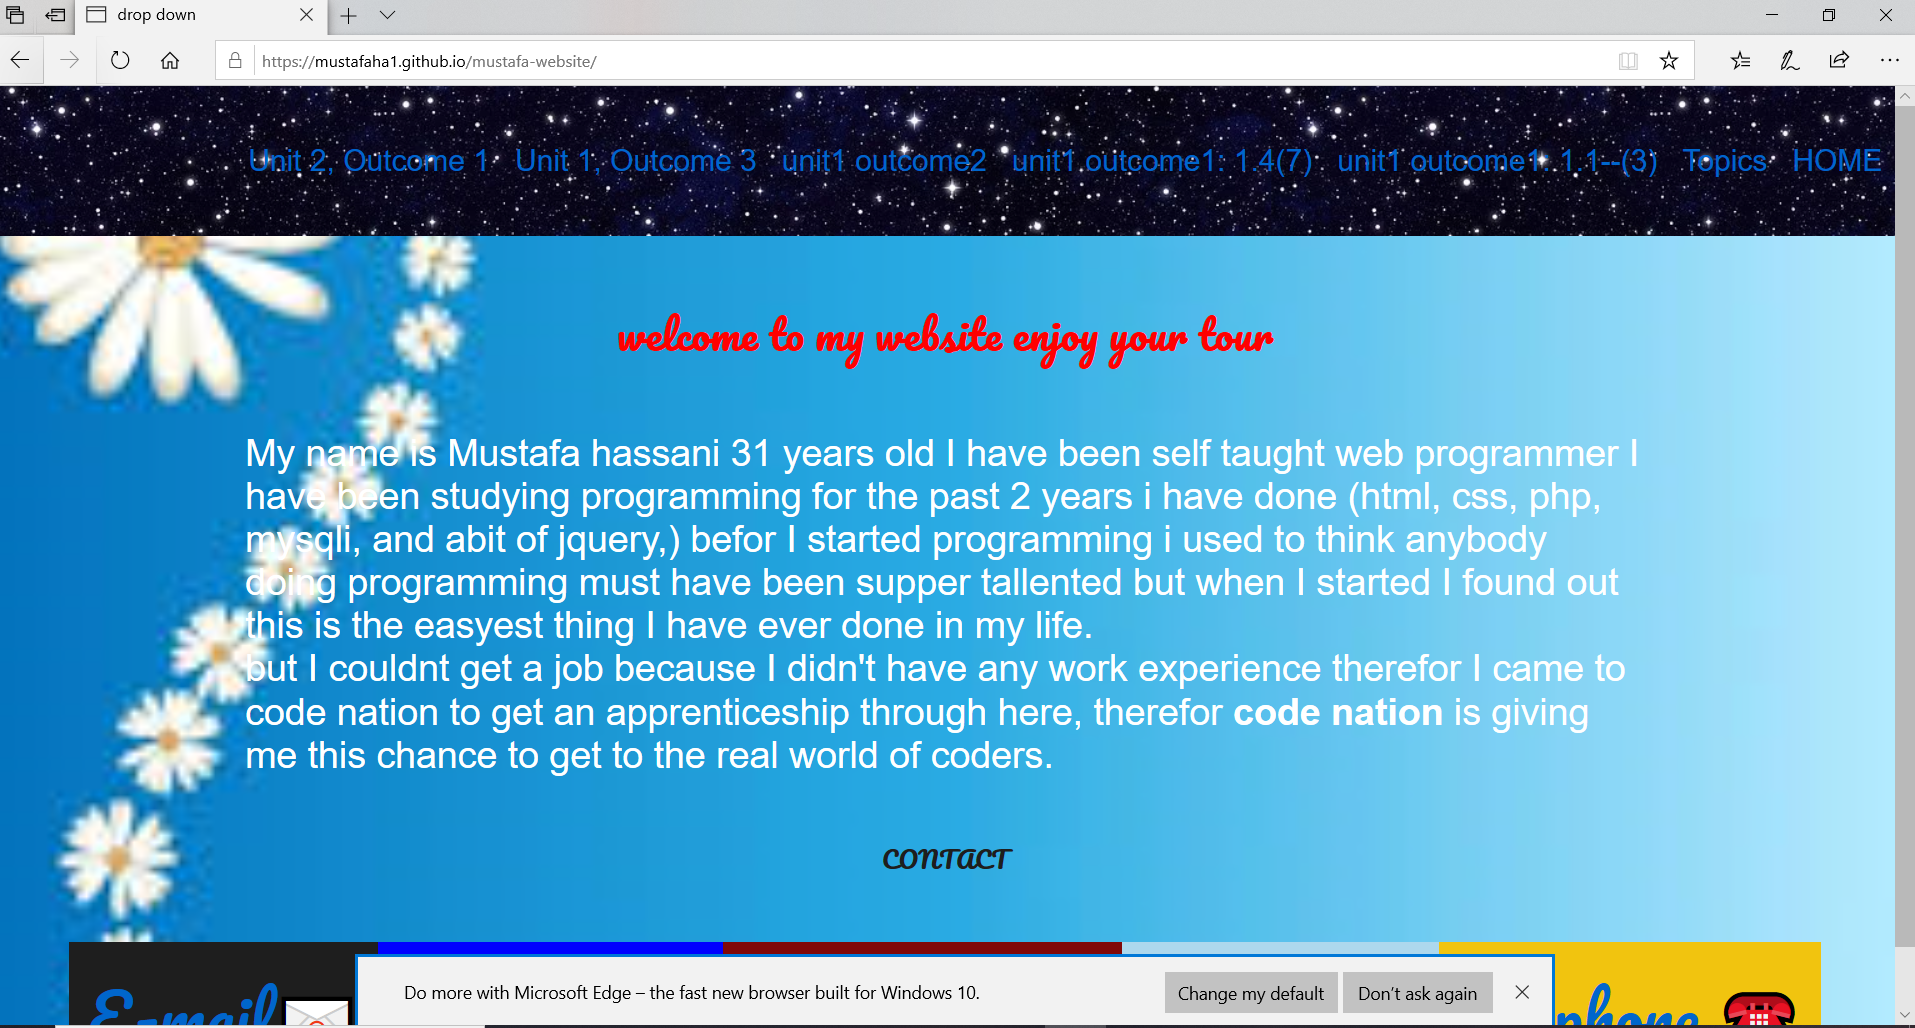 drop down
https://mustafaha1.github.io/mustafa-website/
Unit 2, Outcome 1 Unit 1, Outcome 3 unit1 outcome2 unit1 outcome1: 1.4(7) unit1 outcome1: 1.1--(3) Topics HOME
welcome to my website enjoy your tour
My name is Mustafa hassani 31 years old I have been self taught web programmer I
have been studying programming for the past 2 years i have done (html, css, php,
mysqli, and abit of jquery,) befor I started programming i used to think anybody
doing programming must have been supper tallented but when I started I found out
this is the easyest thing I have ever done in my life.
but I couldnt get a job because I didn't have any work experience therefor I came to
code nation to get an apprenticeship through here, therefor code nation is giving
me this chance to get to the real world of coders.
CONTACT
E-mail
phone
Do more with Microsoft Edge – the fast new browser built for Windows 10. Change my default Don't ask again